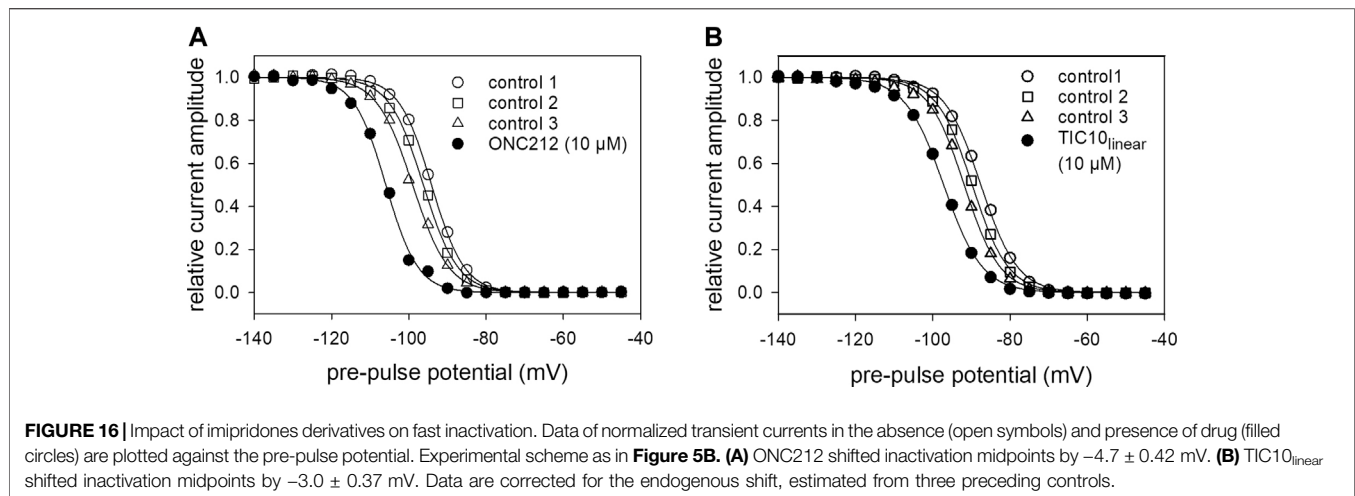 A
relative current amplitude
1.0
0.8
0.6
0.4
0.2
0.0
control 1
control 2
control 3
ONC212 (10 μM)
-140
-120
-100
-80
-60
-40
pre-pulse potential (mV)
B
relative current amplitude
1.0
0.8
0.6
0.4
0.2
0.0
control1
control 2
control 3
TIC10linear
(10 μM)
-140
-120
-100
-80
-60
-40
pre-pulse potential (mV)
FIGURE 16 | Impact of imipridones derivatives on fast inactivation. Data of normalized transient currents in the absence (open symbols) and presence of drug (filled
circles) are plotted against the pre-pulse potential. Experimental scheme as in Figure 5B. (A) ONC212 shifted inactivation midpoints by −4.7 ± 0.42 mV. (B) TIC10linear
shifted inactivation midpoints by −3.0 ± 0.37 mV. Data are corrected for the endogenous shift, estimated from three preceding controls.